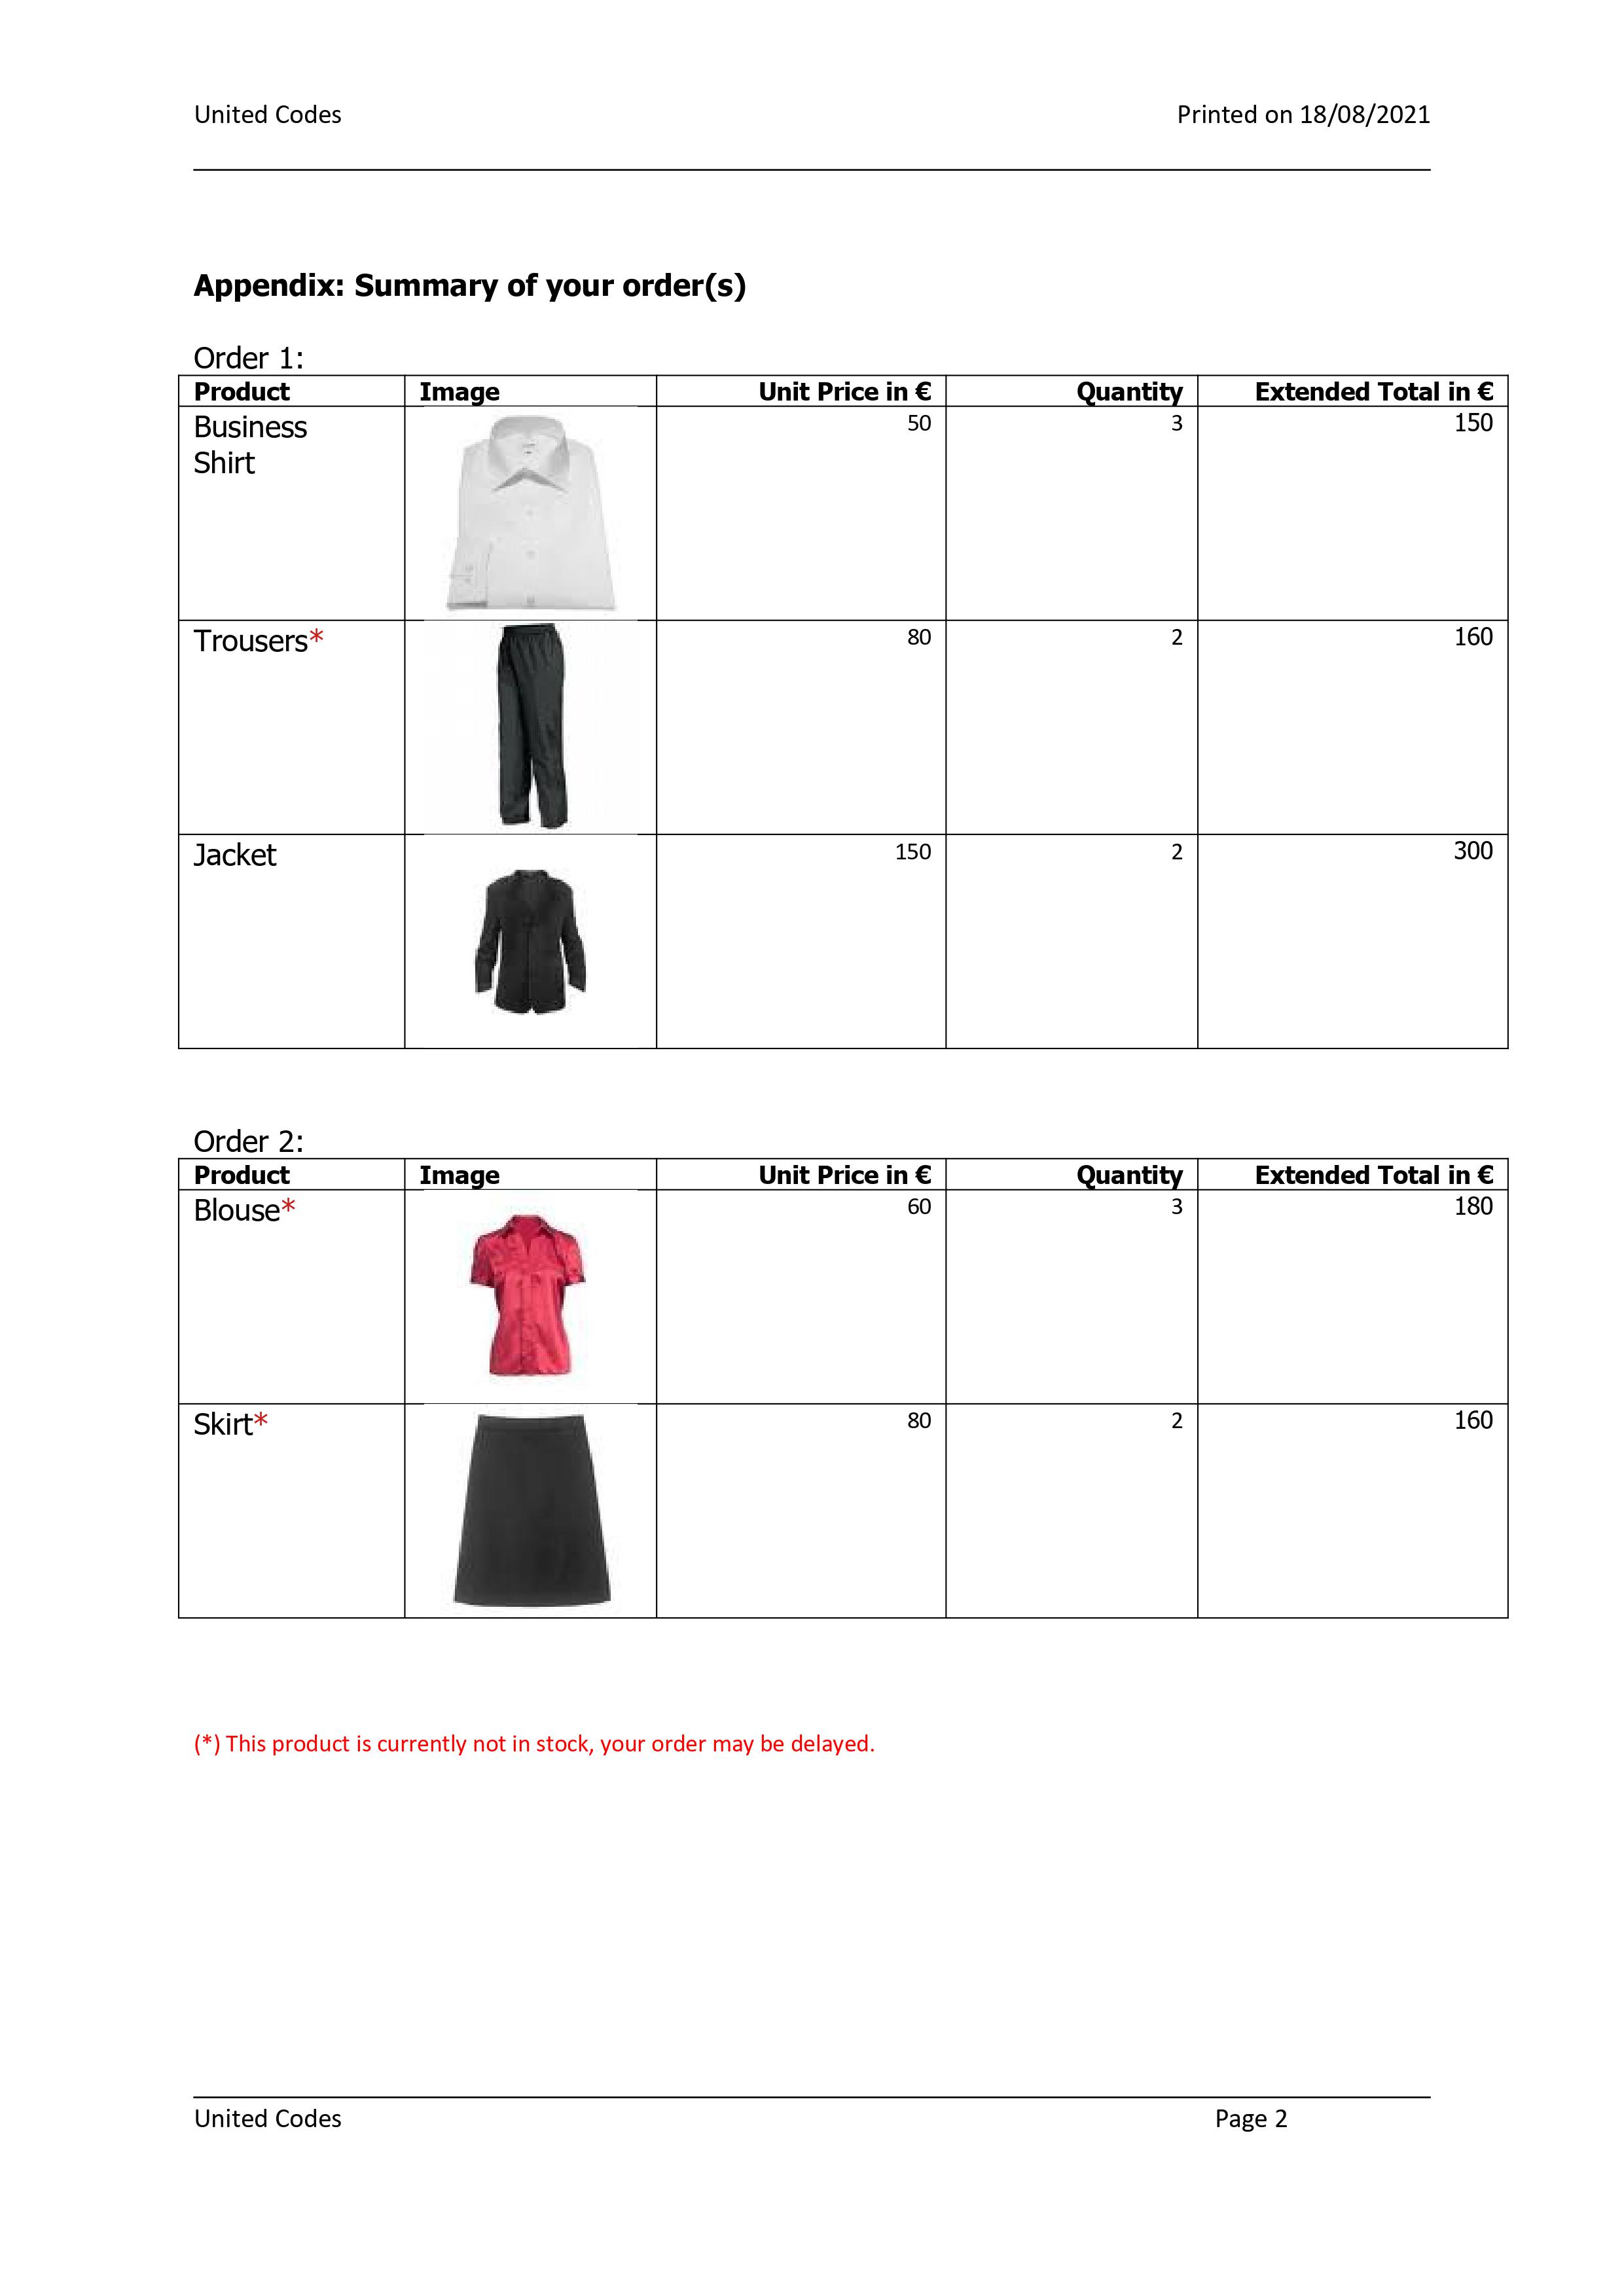 United Codes Printed on 18/08/2021
Appendix: Summary of your order(s)
Order 1:
Product Image Unit Price in € Quantity Extended Total in €
Business 50 3 150
Shirt
Trousers* 80 2 160
Jacket 150 2 300
Order 2:
Product Image Unit Price in € Quantity Extended Total in €
Blouse* 60 3 180
Skirt* 80 2 160
(*) This product is currently not in stock, your order may be delayed.
United Codes Page 2